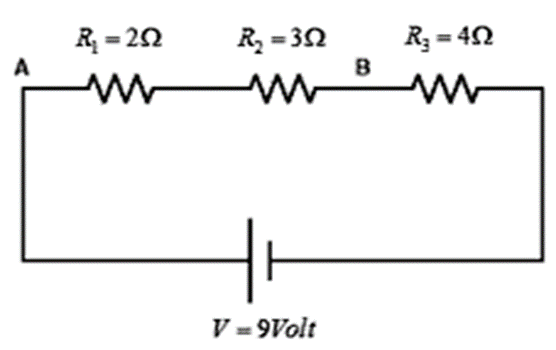 R₁ = 2Ω R₂ = 3Ω R₃ = 4Ω
A B
V = 9Volt